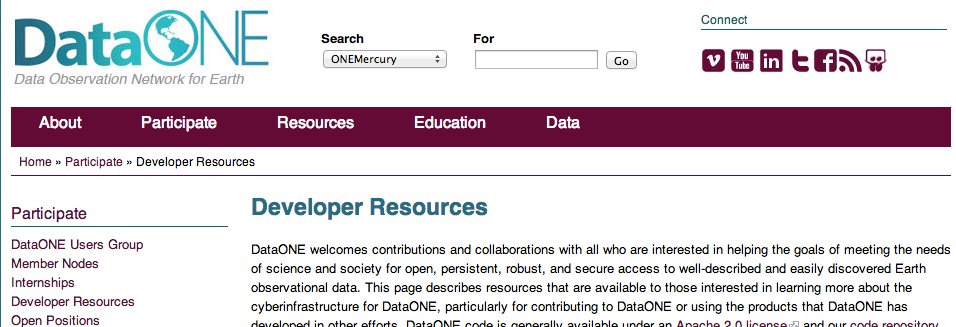 DataONE
Data Observation Network for Earth
Search
ONEMercury
For
Go
Connect
You Tube
in
About Participate Resources Education Data
Home » Participate » Developer Resources
Participate
DataONE Users Group
Member Nodes
Internships
Developer Resources
Open Positions
Developer Resources
DataONE welcomes contributions and collaborations with all who are interested in helping the goals of meeting the needs
of science and society for open, persistent, robust, and secure access to well-described and easily discovered Earth
observational data. This page describes resources that are available to those interested in learning more about the
cyberinfrastructure for DataONE, particularly for contributing to DataONE or using the products that DataONE has
developed in other efforts. DataONE code is generally available under an Apache 2.0 license and our code repository